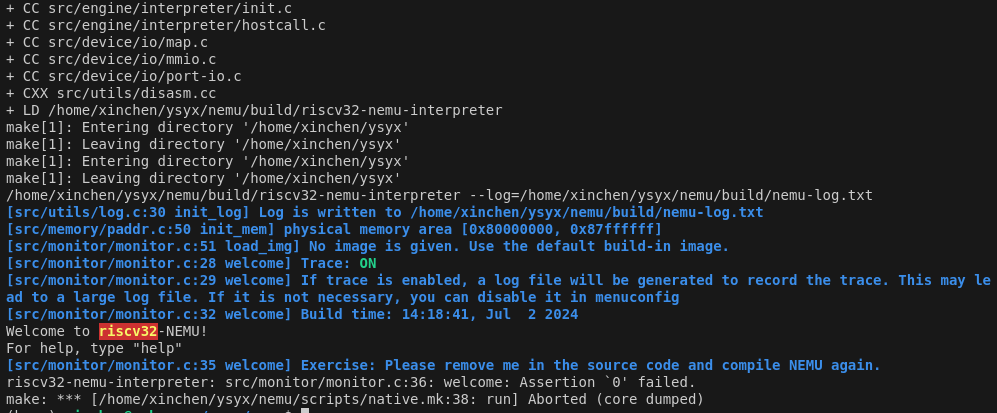 + CC src/engine/interpreter/init.c
+ CC src/engine/interpreter/hostcall.c
+ CC src/device/io/map.c
+ CC src/device/io/mmio.c
+ CC src/device/io/port-io.c
+ CXX src/utils/disasm.cc
+ LD /home/xinchen/ysyx/nemu/build/riscv32-nemu-interpreter
make[1]: Entering directory '/home/xinchen/ysyx'
make[1]: Leaving directory '/home/xinchen/ysyx'
make[1]: Entering directory '/home/xinchen/ysyx'
make[1]: Leaving directory '/home/xinchen/ysyx'
/home/xinchen/ysyx/nemu/build/riscv32-nemu-interpreter --log=/home/xinchen/ysyx/nemu/build/nemu-log.txt
[src/utils/log.c:30 init_log] Log is written to /home/xinchen/ysyx/nemu/build/nemu-log.txt
[src/memory/paddr.c:50 init_mem] physical memory area [0x80000000, 0x87ffffff]
[src/monitor/monitor.c:51 load_img] No image is given. Use the default build-in image.
[src/monitor/monitor.c:28 welcome] Trace: ON
[src/monitor/monitor.c:29 welcome] If trace is enabled, a log file will be generated to record the trace. This may le
ad to a large log file. If it is not necessary, you can disable it in menuconfig
[src/monitor/monitor.c:32 welcome] Build time: 14:18:41, Jul  2 2024
Welcome to riscv32-NEMU!
For help, type "help"
[src/monitor/monitor.c:35 welcome] Exercise: Please remove me in the source code and compile NEMU again.
riscv32-nemu-interpreter: src/monitor/monitor.c:36: welcome: Assertion `0' failed.
make: *** [/home/xinchen/ysyx/nemu/scripts/native.mk:38: run] Aborted (core dumped)